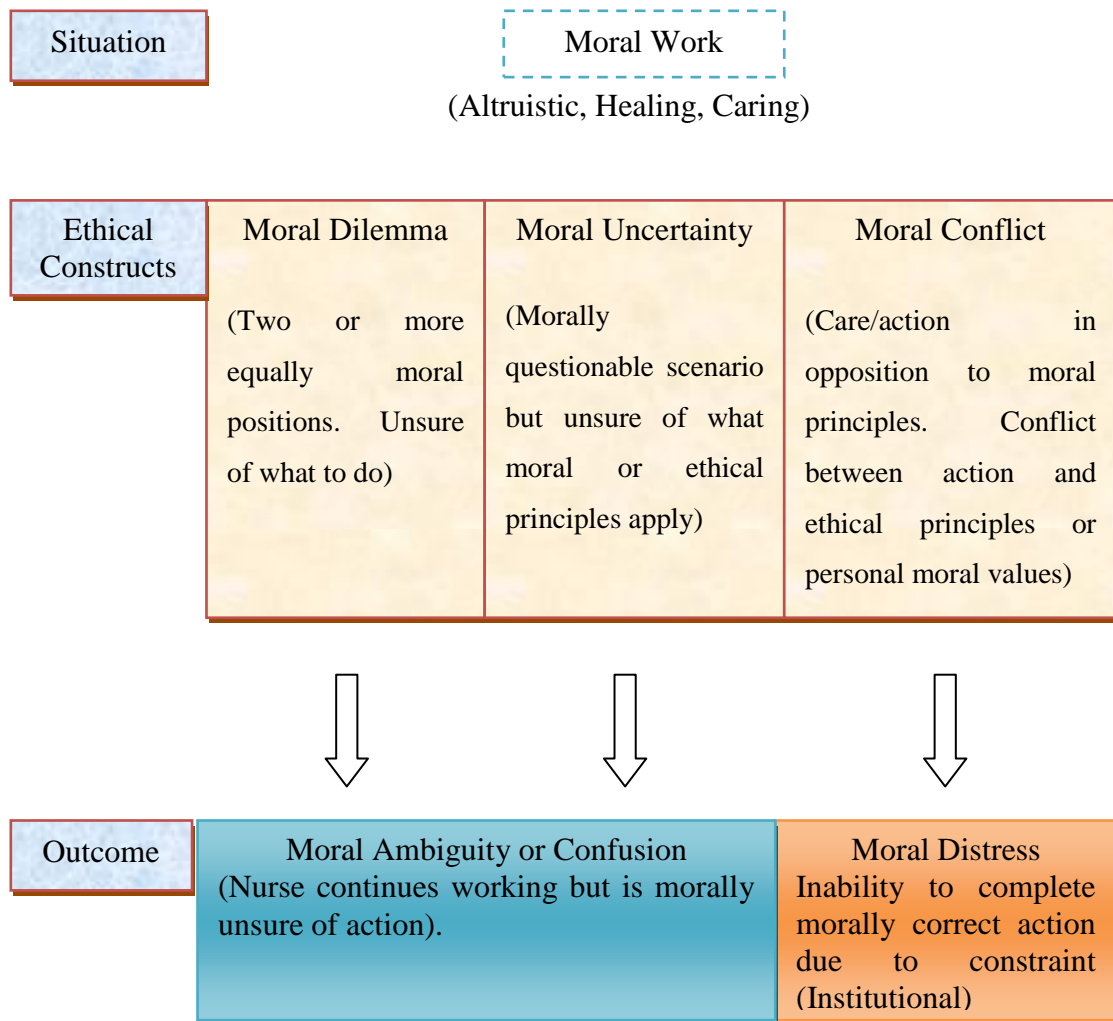 Situation
Moral Work
(Altruistic, Healing, Caring)
Ethical
Constructs
Moral Dilemma
(Two or more
equally moral
positions. Unsure
of what to do)
Moral Uncertainty
(Morally
questionable scenario
but unsure of what
moral or ethical
principles apply)
Moral Conflict
(Care/action in
opposition to moral
principles. Conflict
between action and
ethical principles or
personal moral values)
Outcome
Moral Ambiguity or Confusion
(Nurse continues working but is morally
unsure of action).
Moral Distress
Inability to complete
morally correct action
due to constraint
(Institutional)